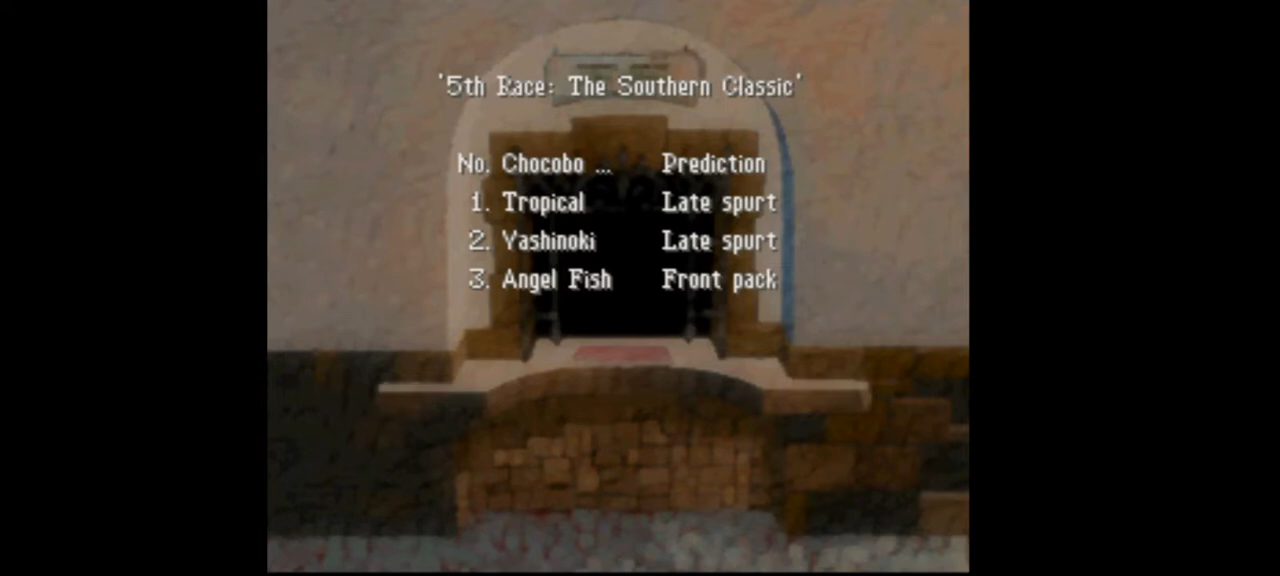 '5th Race: The Southern Classic'
No. Chocobo ... Prediction
1. Tropical Late spurt
2. Yashinoki Late spurt
3. Angel Fish Front pack